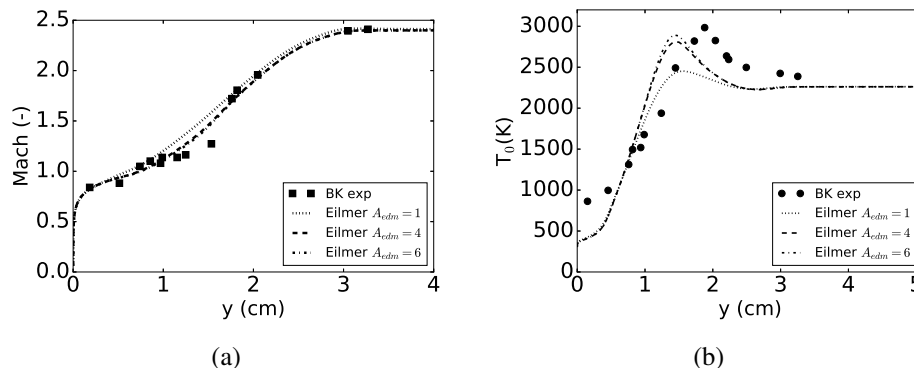 2.5
2.0
1.5
1.0
0.5
0.0
Mach (-)
0 1 2 3 4
y (cm)
BK exp
Eilmer A_edm = 1
Eilmer A_edm = 4
Eilmer A_edm = 6
(a)
3000
2500
2000
1500
1000
500
0
T_0(K)
0 1 2 3 4 5
y (cm)
BK exp
Eilmer A_edm = 1
Eilmer A_edm = 4
Eilmer A_edm = 6
(b)